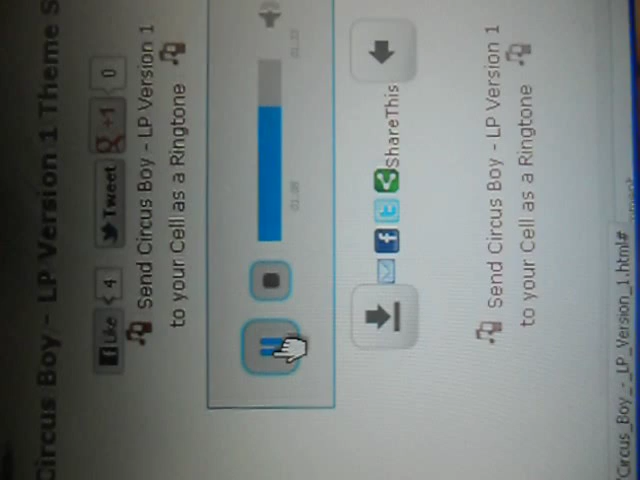 Circus Boy - LP Version 1 Theme S
Like
4
Tweet
+1
0
Send Circus Boy - LP Version 1
to your Cell as a Ringtone
ShareThis
Send Circus Boy - LP Version 1
to your Cell as a Ringtone
/Circus_Boy_-_LP_Version_1.html#